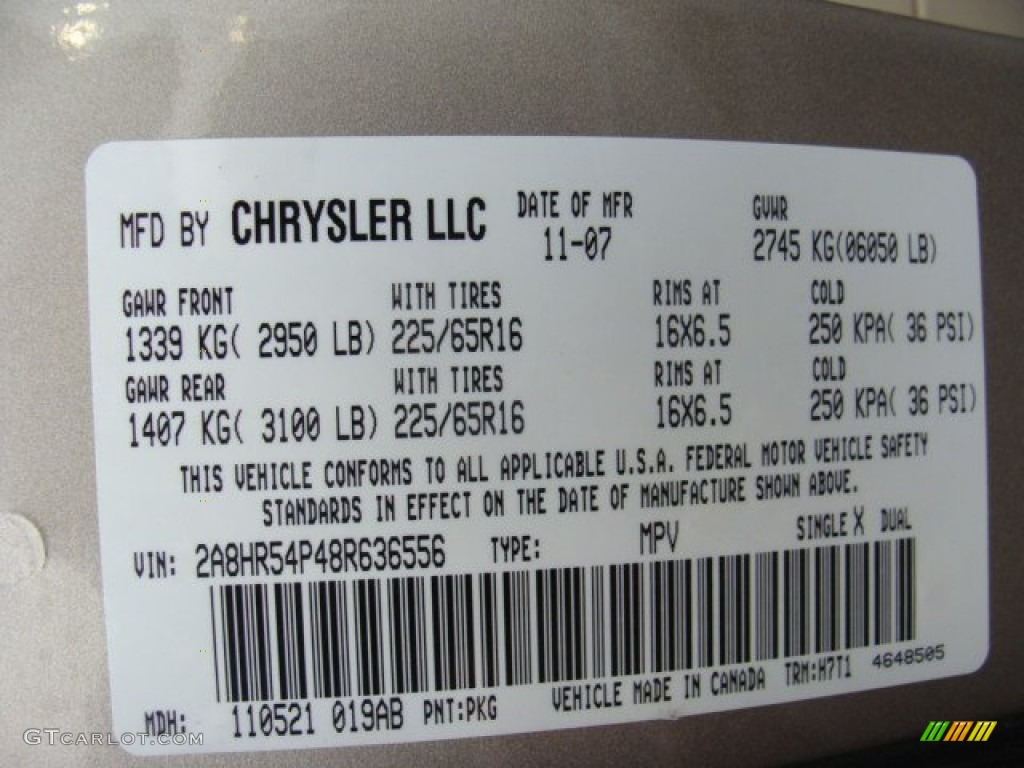 MFD BY CHRYSLER LLC DATE OF MFR GVWR
11-07 2745 KG(06050 LB)
GAWR FRONT WITH TIRES RIMS AT COLD
1339 KG( 2950 LB) 225/65R16 16X6.5 250 KPA( 36 PSI)
GAWR REAR WITH TIRES RIMS AT COLD
1407 KG( 3100 LB) 225/65R16 16X6.5 250 KPA( 36 PSI)
THIS VEHICLE CONFORMS TO ALL APPLICABLE U.S.A. FEDERAL MOTOR VEHICLE SAFETY
STANDARDS IN EFFECT ON THE DATE OF MANUFACTURE SHOWN ABOVE.
VIN: 2A8HR54P48R636556 TYPE: MPV SINGLE X DUAL
MDH: 110521 019AB PNT:PKG VEHICLE MADE IN CANADA TRM:H7T1 4648505
GTCARLOT.COM